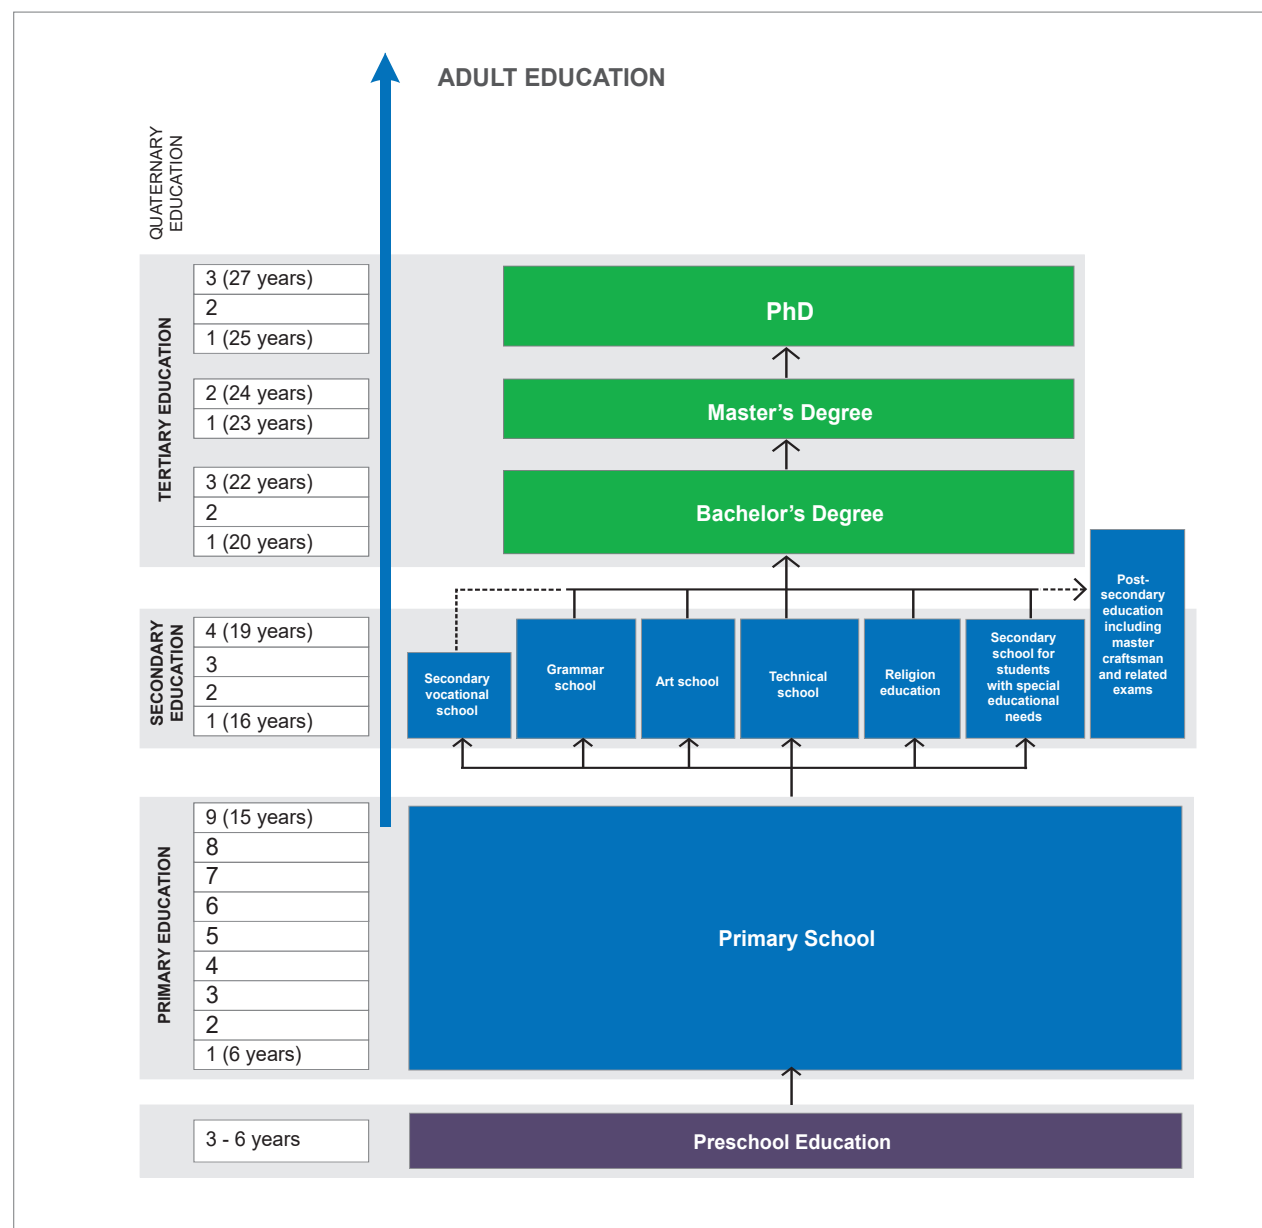 ADULT EDUCATION
QUATERNARY
EDUCATION
TERTIARY EDUCATION
3 (27 years)
2
1 (25 years)
PhD
2 (24 years)
1 (23 years)
Master’s Degree
3 (22 years)
2
1 (20 years)
Bachelor’s Degree
SECONDARY
EDUCATION
4 (19 years)
3
2
1 (16 years)
Secondary
vocational
school
Grammar
school
Art school
Technical
school
Religion
education
Secondary
school for
students
with special
educational
needs
Post-
secondary
education
including
master
craftsman
and related
exams
PRIMARY EDUCATION
9 (15 years)
8
7
6
5
4
3
2
1 (6 years)
Primary School
3 - 6 years
Preschool Education